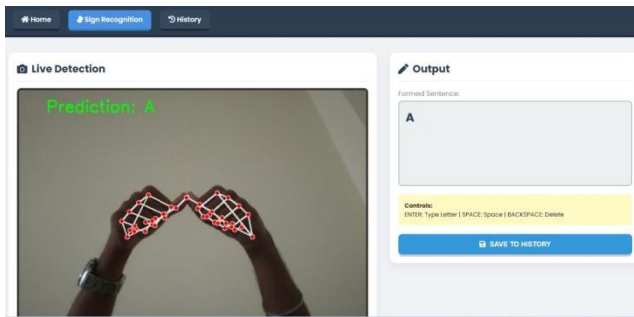 Home
Sign Recognition
History
Live Detection
Prediction: A
Output
Formed Sentence:
A
Controls:
ENTER: Type Letter | SPACE: Space | BACKSPACE: Delete
SAVE TO HISTORY